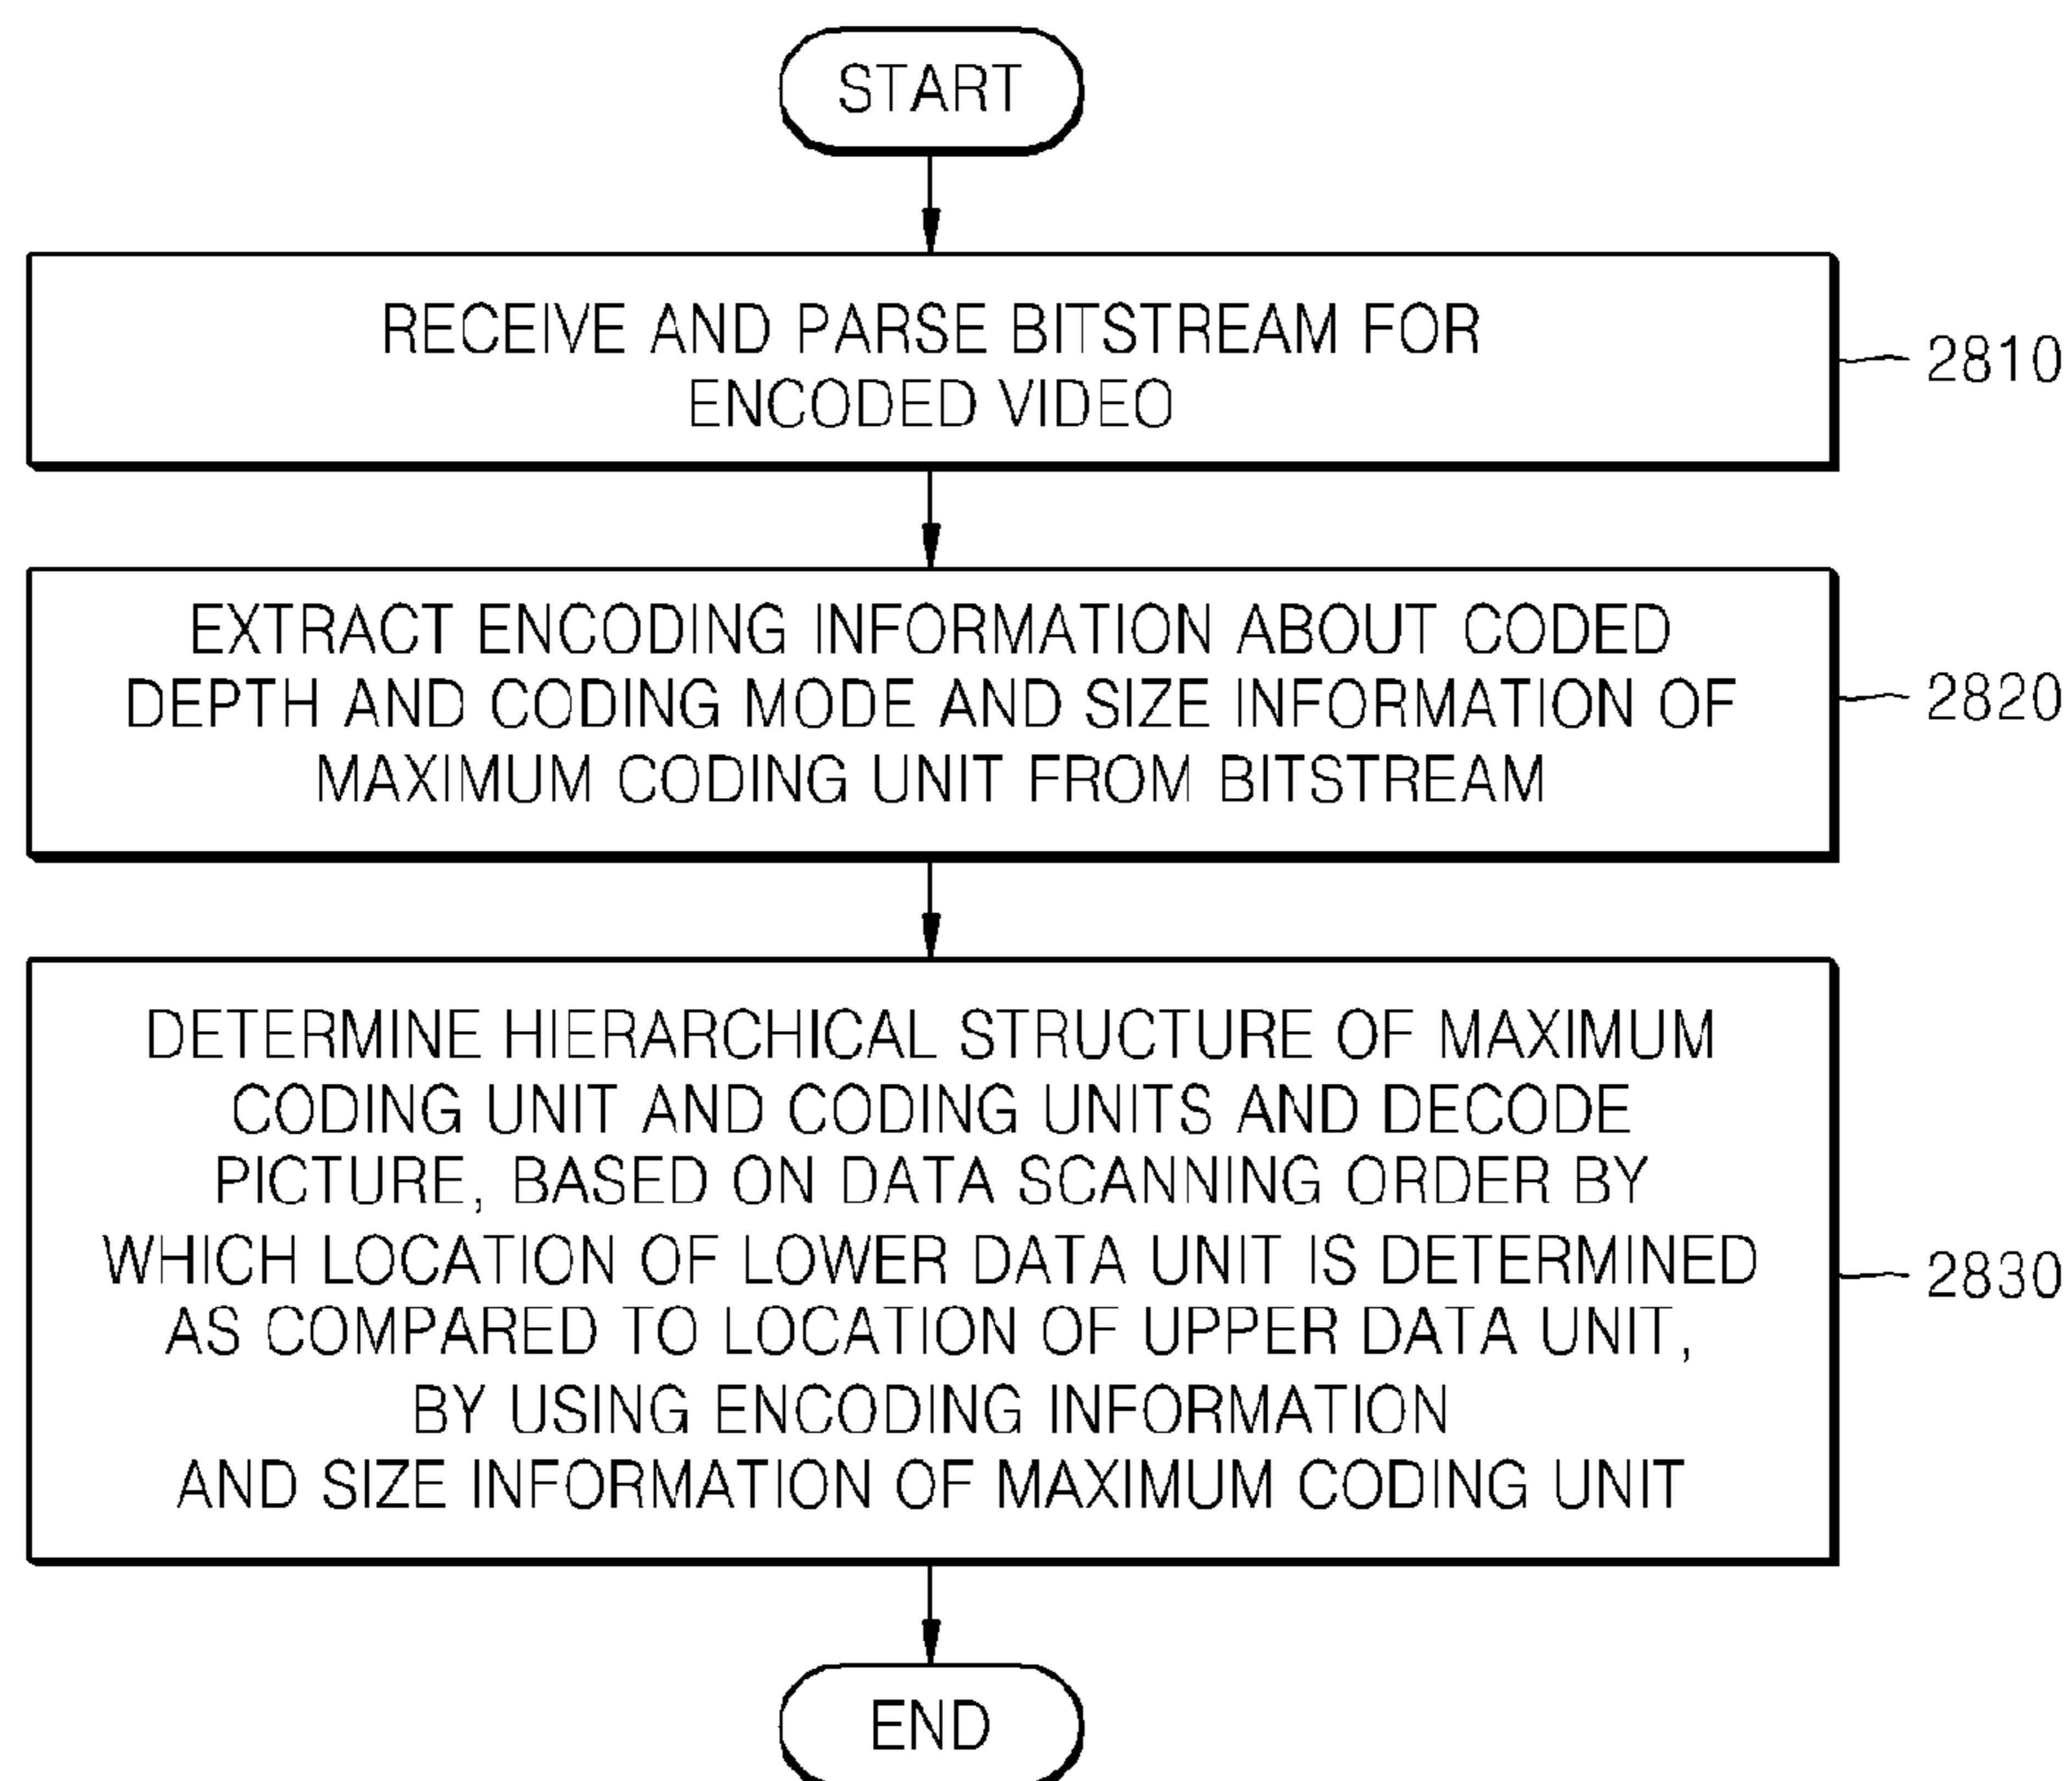 START
RECEIVE AND PARSE BITSTREAM FOR
ENCODED VIDEO
2810
EXTRACT ENCODING INFORMATION ABOUT CODED
DEPTH AND CODING MODE AND SIZE INFORMATION OF
MAXIMUM CODING UNIT FROM BITSTREAM
2820
DETERMINE HIERARCHICAL STRUCTURE OF MAXIMUM
CODING UNIT AND CODING UNITS AND DECODE
PICTURE, BASED ON DATA SCANNING ORDER BY
WHICH LOCATION OF LOWER DATA UNIT IS DETERMINED
AS COMPARED TO LOCATION OF UPPER DATA UNIT,
BY USING ENCODING INFORMATION
AND SIZE INFORMATION OF MAXIMUM CODING UNIT
2830
END